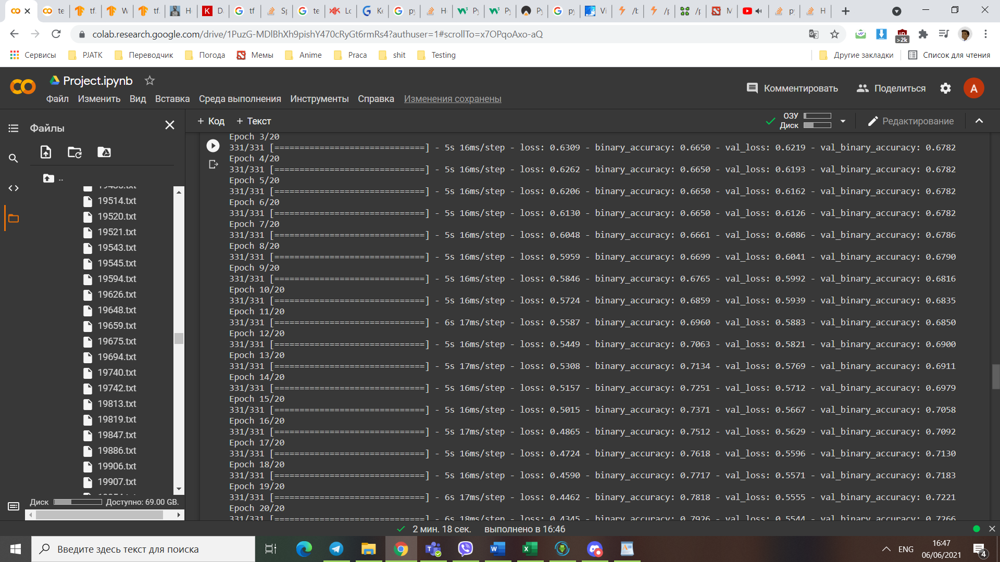 te
tf.
W
tf.
H
D
tf
Sp
te
Lo
Ke
py
H
Py
Py
Py
py
Vi
/b
/p
/p
M
py
H
colab.research.google.com/drive/1PuzG-MDlBhXh9pishY470cRyGt6rmRs4?authuser=1#scrollTo=x7OPqoAxo-aQ
>2k
Сервисы PJATK Переводчик Погода Мемы Anime Praca shit Testing Другие закладки Список для чтения
Project.ipynb
Файл Изменить Вид Вставка Среда выполнения Инструменты Справка Изменения сохранены
Комментировать Поделиться A
Файлы
+ Код + Текст
ОЗУ
Диск
Редактирование
..
19514.txt
19520.txt
19521.txt
19543.txt
19545.txt
19594.txt
19626.txt
19648.txt
19659.txt
19675.txt
19694.txt
19740.txt
19742.txt
19813.txt
19819.txt
19847.txt
19886.txt
19906.txt
19907.txt
Диск Доступно: 69.00 GB.
Epoch 3/20
331/331 [==============================] - 5s 16ms/step - loss: 0.6309 - binary_accuracy: 0.6650 - val_loss: 0.6219 - val_binary_accuracy: 0.6782
Epoch 4/20
331/331 [==============================] - 5s 16ms/step - loss: 0.6262 - binary_accuracy: 0.6650 - val_loss: 0.6193 - val_binary_accuracy: 0.6782
Epoch 5/20
331/331 [==============================] - 5s 16ms/step - loss: 0.6206 - binary_accuracy: 0.6650 - val_loss: 0.6162 - val_binary_accuracy: 0.6782
Epoch 6/20
331/331 [==============================] - 5s 16ms/step - loss: 0.6130 - binary_accuracy: 0.6650 - val_loss: 0.6126 - val_binary_accuracy: 0.6782
Epoch 7/20
331/331 [==============================] - 5s 16ms/step - loss: 0.6048 - binary_accuracy: 0.6661 - val_loss: 0.6086 - val_binary_accuracy: 0.6786
Epoch 8/20
331/331 [==============================] - 5s 16ms/step - loss: 0.5959 - binary_accuracy: 0.6699 - val_loss: 0.6041 - val_binary_accuracy: 0.6790
Epoch 9/20
331/331 [==============================] - 5s 16ms/step - loss: 0.5846 - binary_accuracy: 0.6765 - val_loss: 0.5992 - val_binary_accuracy: 0.6816
Epoch 10/20
331/331 [==============================] - 5s 16ms/step - loss: 0.5724 - binary_accuracy: 0.6859 - val_loss: 0.5939 - val_binary_accuracy: 0.6835
Epoch 11/20
331/331 [==============================] - 6s 17ms/step - loss: 0.5587 - binary_accuracy: 0.6960 - val_loss: 0.5883 - val_binary_accuracy: 0.6850
Epoch 12/20
331/331 [==============================] - 5s 16ms/step - loss: 0.5449 - binary_accuracy: 0.7063 - val_loss: 0.5821 - val_binary_accuracy: 0.6900
Epoch 13/20
331/331 [==============================] - 5s 17ms/step - loss: 0.5308 - binary_accuracy: 0.7134 - val_loss: 0.5769 - val_binary_accuracy: 0.6911
Epoch 14/20
331/331 [==============================] - 5s 16ms/step - loss: 0.5157 - binary_accuracy: 0.7251 - val_loss: 0.5712 - val_binary_accuracy: 0.6979
Epoch 15/20
331/331 [==============================] - 5s 16ms/step - loss: 0.5015 - binary_accuracy: 0.7371 - val_loss: 0.5667 - val_binary_accuracy: 0.7058
Epoch 16/20
331/331 [==============================] - 5s 17ms/step - loss: 0.4865 - binary_accuracy: 0.7512 - val_loss: 0.5629 - val_binary_accuracy: 0.7092
Epoch 17/20
331/331 [==============================] - 5s 16ms/step - loss: 0.4724 - binary_accuracy: 0.7618 - val_loss: 0.5596 - val_binary_accuracy: 0.7130
Epoch 18/20
331/331 [==============================] - 5s 16ms/step - loss: 0.4590 - binary_accuracy: 0.7717 - val_loss: 0.5571 - val_binary_accuracy: 0.7183
Epoch 19/20
331/331 [==============================] - 6s 17ms/step - loss: 0.4462 - binary_accuracy: 0.7818 - val_loss: 0.5555 - val_binary_accuracy: 0.7221
Epoch 20/20
331/331 [==============================] - 6s 18ms/step - loss: 0.4345 - binary_accuracy: 0.7926 - val_loss: 0.5544 - val_binary_accuracy: 0.7266
2 мин. 18 сек. выполнено в 16:46
Введите здесь текст для поиска
ENG
16:47
06/06/2021
4